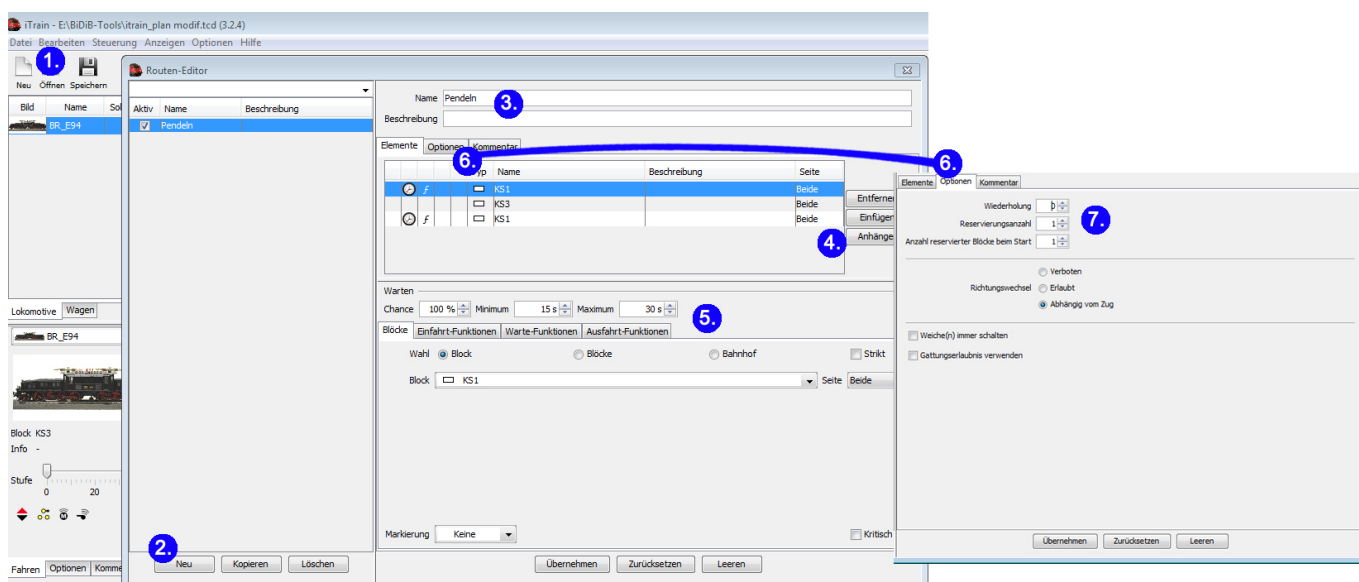 iTrain - E:\BiDiB-Tools\itrain_plan modif.tcd (3.2.4)
Datei Bearbeiten Steuerung Anzeigen Optionen Hilfe
1.
Neu Öffnen Speichern
Bild Name Sol
BR_E94
Lokomotive Wagen
BR_E94
Block KS3
Info -
Stufe
0 20
Fahren Optionen Komme
Routen-Editor
Aktiv Name Beschreibung
Pendeln
2.
Neu Kopieren Löschen
Name Pendeln
3.
Beschreibung
Elemente Optionen Kommentar
6.
Typ Name Beschreibung Seite
f KS1 Beide
KS3 Beide
f KS1 Beide
Entferne
Einfügen
Anhänge
4.
Warten
Chance 100 % Minimum 15 s Maximum 30 s
5.
Blöcke Einfahrt-Funktionen Warte-Funktionen Ausfahrt-Funktionen
Wahl Block Blöcke Bahnhof Strikt
Block KS1 Seite Beide
Markierung Keine Kritisch
Übernehmen Zurücksetzen Leeren
6.
Elemente Optionen Kommentar
Wiederholung 0
Reservierungsanzahl 1
7.
Anzahl reservierter Blöcke beim Start 1
Verboten
Richtungswechsel Erlaubt
Abhängig vom Zug
Weiche(n) immer schalten
Gattungserlaubnis verwenden
Übernehmen Zurücksetzen Leeren